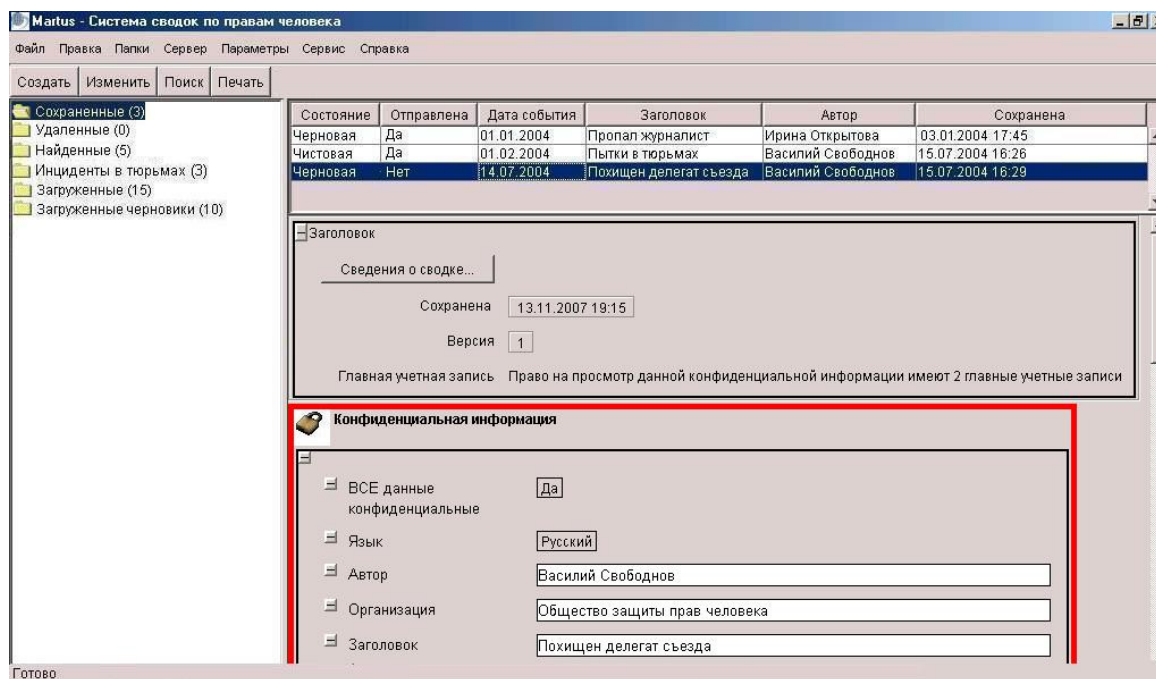 Martus - Система сводок по правам человека
Файл Правка Папки Сервер Параметры Сервис Справка
Создать Изменить Поиск Печать
Сохраненные (3)
Удаленные (0)
Найденные (5)
Инциденты в тюрьмах (3)
Загруженные (15)
Загруженные черновики (10)
Состояние Отправлена Дата события Заголовок Автор Сохранена
Черновая Да 01.01.2004 Пропал журналист Ирина Открытова 03.01.2004 17:45
Чистовая Да 01.02.2004 Пытки в тюрьмах Василий Свободнов 15.07.2004 16:26
Черновая Нет 14.07.2004 Похищен делегат съезда Василий Свободнов 15.07.2004 16:29
Заголовок
Сведения о сводке...
Сохранена 13.11.2007 19:15
Версия 1
Главная учетная запись Право на просмотр данной конфиденциальной информации имеют 2 главные учетные записи
Конфиденциальная информация
ВСЕ данные Да
конфиденциальные
Язык Русский
Автор Василий Свободнов
Организация Общество защиты прав человека
Заголовок Похищен делегат съезда
Готово